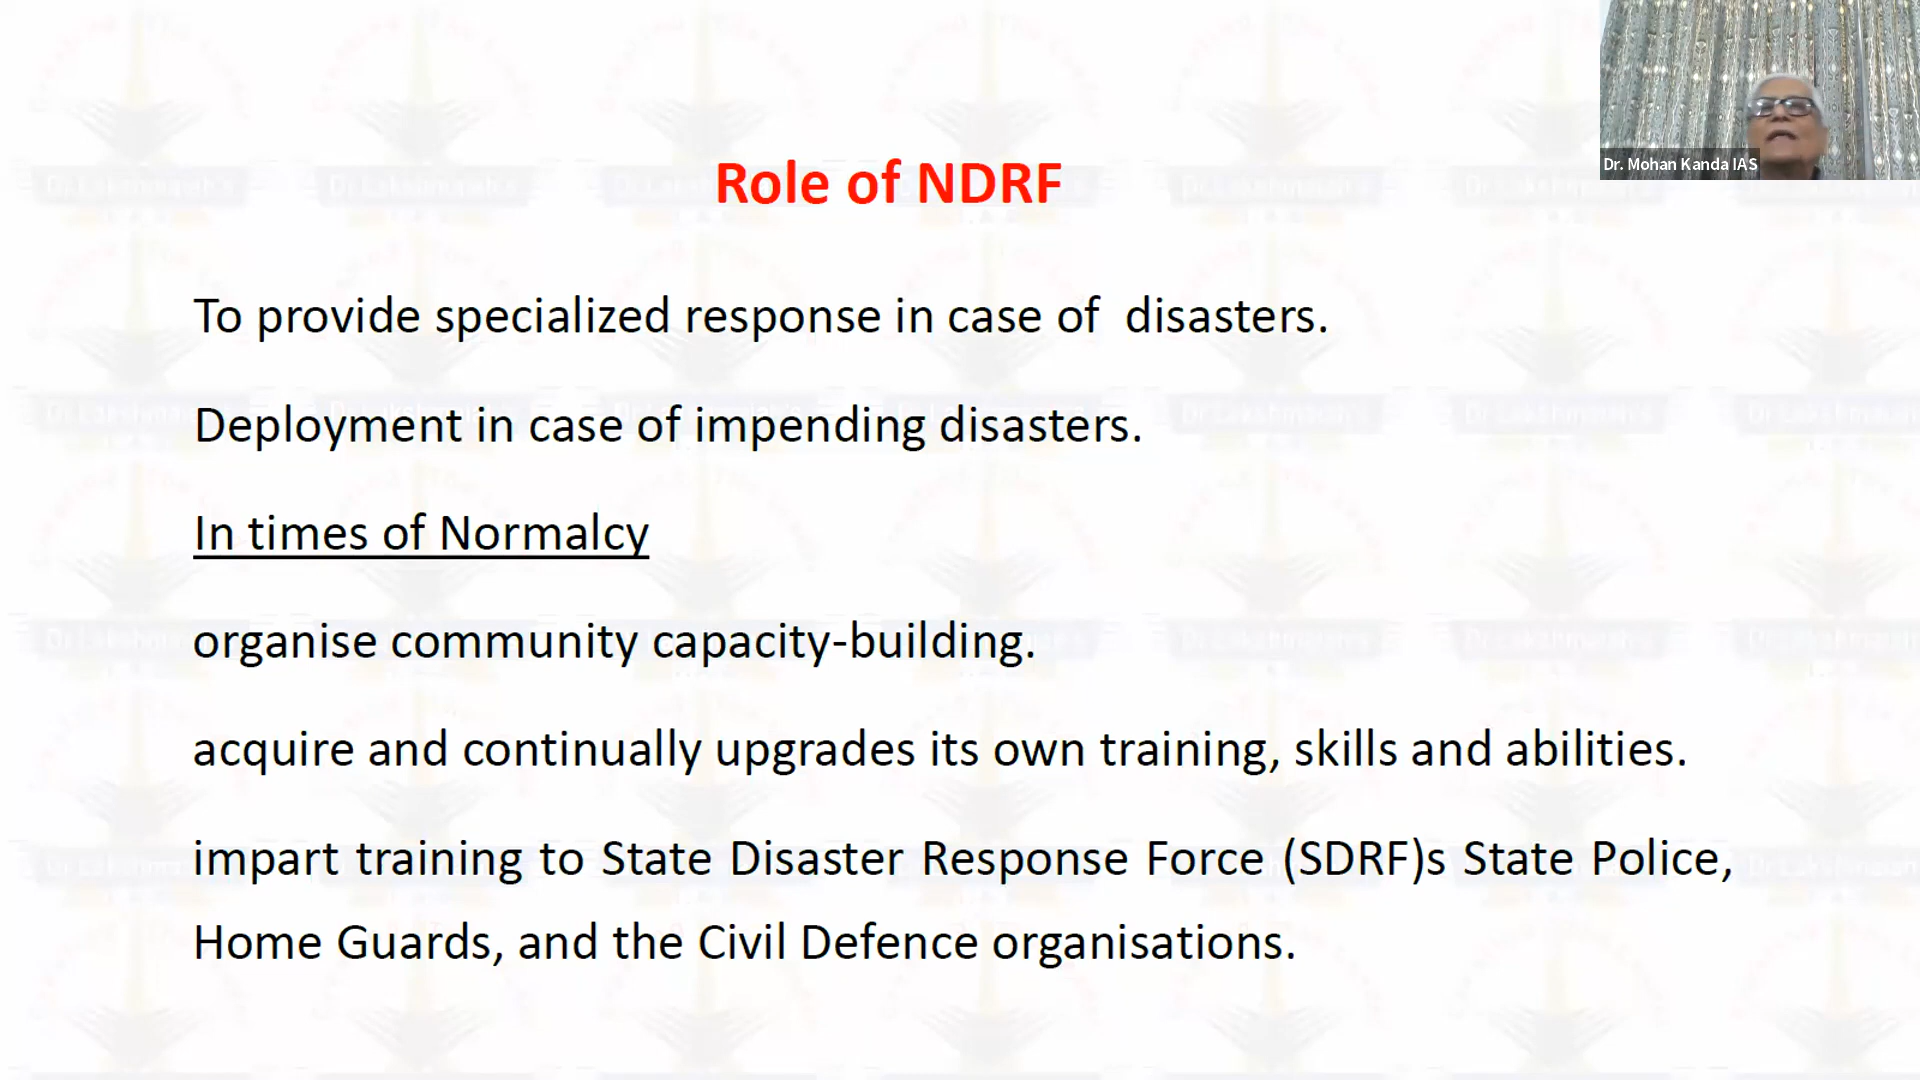 Role of NDRF
Dr. Mohan Kanda IAS
To provide specialized response in case of  disasters.
Deployment in case of impending disasters.
In times of Normalcy
organise community capacity-building.
acquire and continually upgrades its own training, skills and abilities.
impart training to State Disaster Response Force (SDRF)s State Police,
Home Guards, and the Civil Defence organisations.